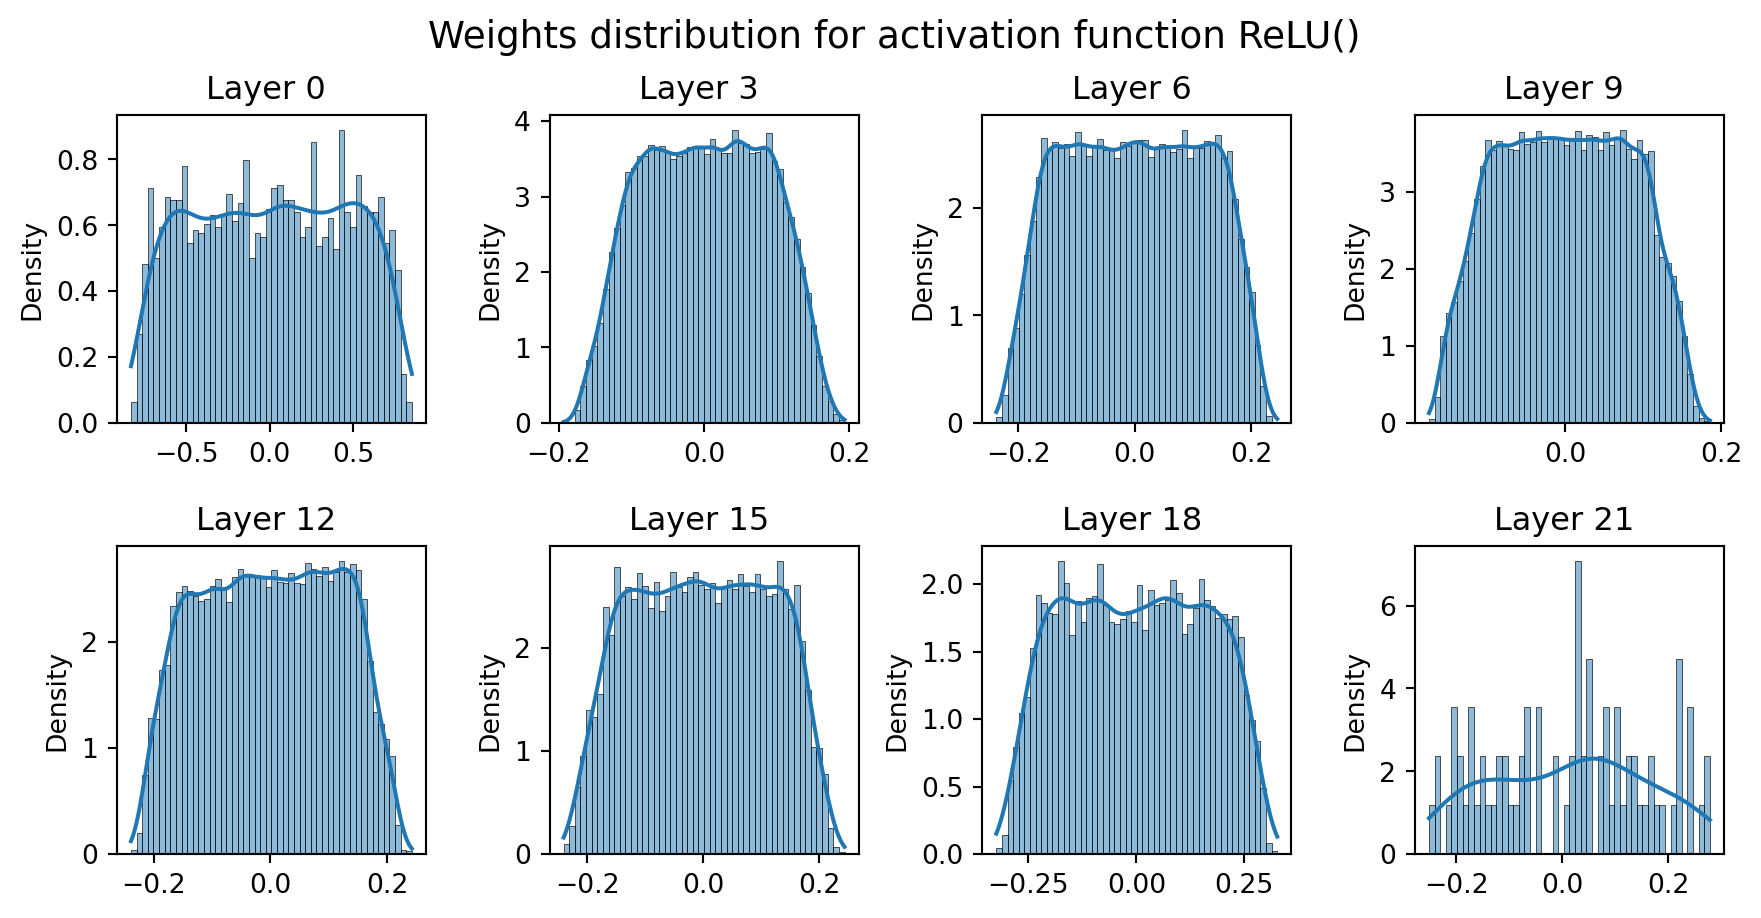 Weights distribution for activation function ReLU()
Layer 0
Layer 3
Layer 6
Layer 9
Density
0.8
0.6
0.4
0.2
0.0
−0.5 0.0 0.5
Density
4
3
2
1
0
−0.2 0.0 0.2
Density
2
1
0
−0.2 0.0 0.2
Density
3
2
1
0
0.0 0.2
Layer 12
Layer 15
Layer 18
Layer 21
Density
2
1
0
−0.2 0.0 0.2
Density
2
1
0
−0.2 0.0 0.2
Density
2.0
1.5
1.0
0.5
0.0
−0.25 0.00 0.25
Density
6
4
2
0
−0.2 0.0 0.2